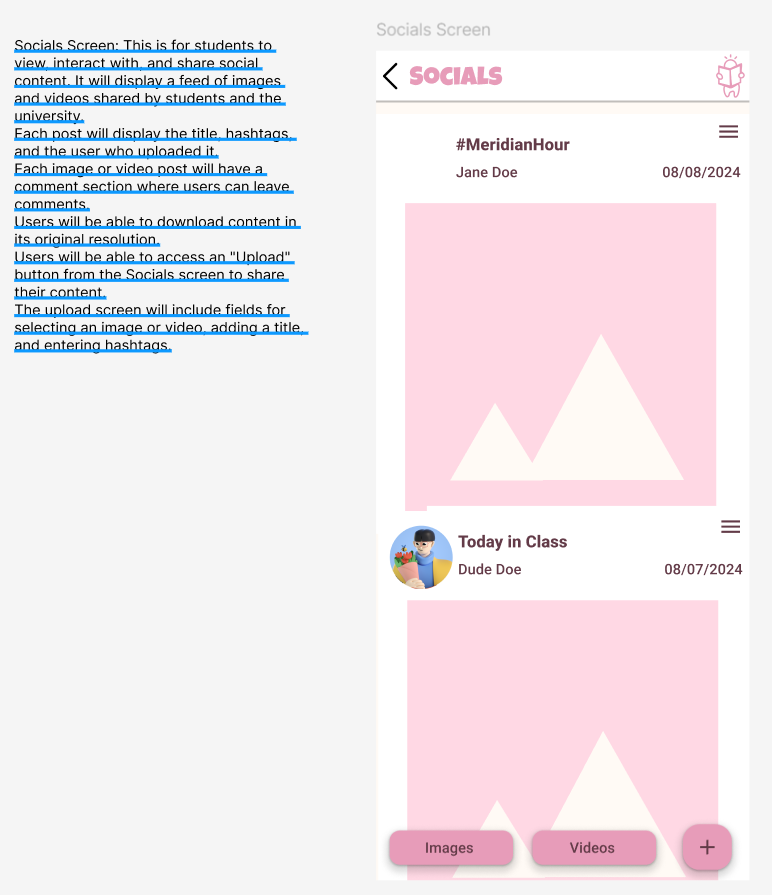 Socials Screen: This is for students to
view, interact with, and share social
content. It will display a feed of images
and videos shared by students and the
university.
Each post will display the title, hashtags,
and the user who uploaded it.
Each image or video post will have a
comment section where users can leave
comments.
Users will be able to download content in
its original resolution.
Users will be able to access an "Upload"
button from the Socials screen to share
their content.
The upload screen will include fields for
selecting an image or video, adding a title,
and entering hashtags.
Socials Screen
SOCIALS
#MeridianHour
Jane Doe 08/08/2024
Today in Class
Dude Doe 08/07/2024
Images Videos +